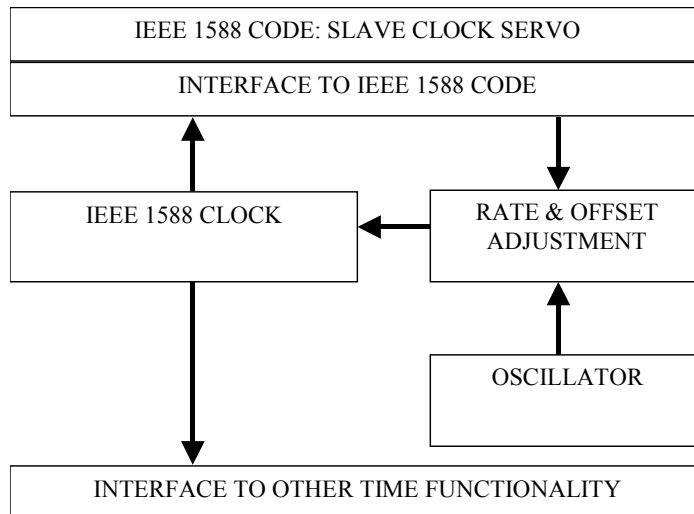 IEEE 1588 CODE: SLAVE CLOCK SERVO
INTERFACE TO IEEE 1588 CODE
IEEE 1588 CLOCK
RATE & OFFSET
ADJUSTMENT
OSCILLATOR
INTERFACE TO OTHER TIME FUNCTIONALITY